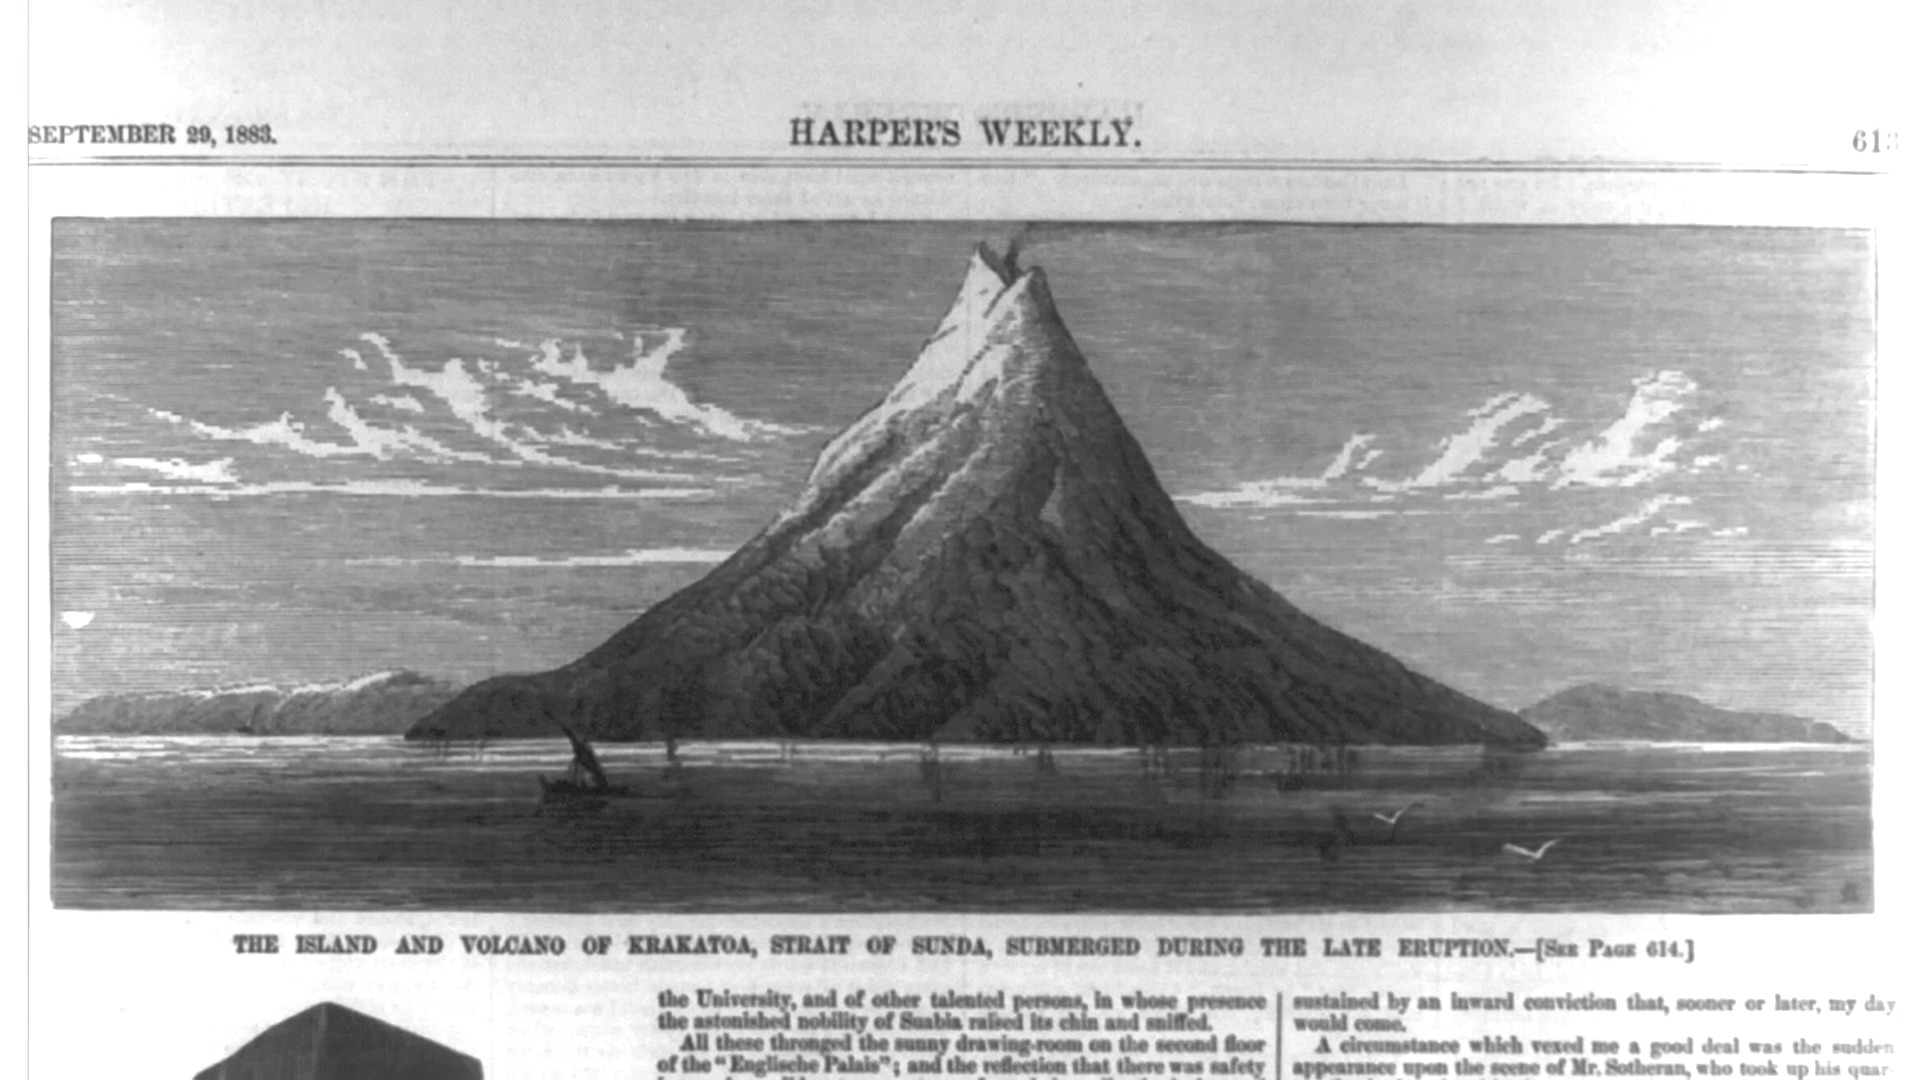 SEPTEMBER 29, 1883.
HARPER'S WEEKLY.
613
THE ISLAND AND VOLCANO OF KRAKATOA, STRAIT OF SUNDA, SUBMERGED DURING THE LATE ERUPTION.—[SEE PAGE 614.]
the University, and of other talented persons, in whose presence
the astonished nobility of Suabia raised its chin and sniffed.
All these thronged the sunny drawing-room on the second floor
of the "Englische Palais"; and the reflection that there was safety
sustained by an inward conviction that, sooner or later, my day
would come.
A circumstance which vexed me a good deal was the sudden
appearance upon the scene of Mr. Sotheran, who took up his quar-